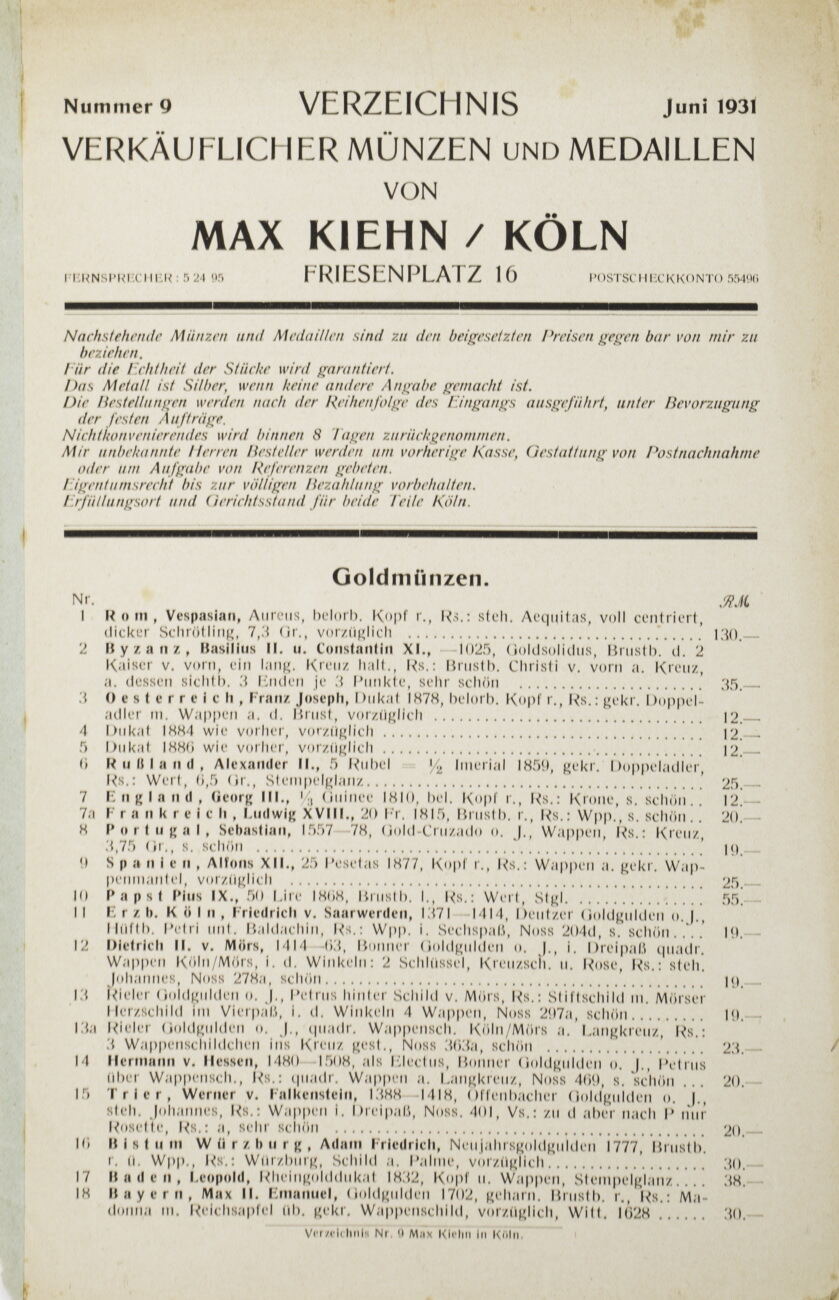 Nummer 9 VERZEICHNIS Juni 1931
VERKÄUFLICHER MÜNZEN UND MEDAILLEN
VON
MAX KIEHN / KÖLN
FERNSPRECHER: 5 24 95 FRIESENPLATZ 16 POSTSCHECKKONTO 55496
Nachstehende Münzen und Medaillen sind zu den beigesetzten Preisen gegen bar von mir zu
beziehen.
Für die Echtheit der Stücke wird garantiert.
Das Metall ist Silber, wenn keine andere Angabe gemacht ist.
Die Bestellungen werden nach der Reihenfolge des Eingangs ausgeführt, unter Bevorzugung
der festen Aufträge.
Nichtkonvenierendes wird binnen 8 Tagen zurückgenommen.
Mir unbekannte Herren Besteller werden um vorherige Kasse, Gestattung von Postnachnahme
oder um Aufgabe von Referenzen gebeten.
Eigentumsrecht bis zur völligen Bezahlung vorbehalten.
Erfüllungsort und Gerichtsstand für beide Teile Köln.
Goldmünzen.
Nr. RM
1 Rom, Vespasian, Aureus, belorb. Kopf r., Rs.: steh. Aequitas, voll centriert,
dicker Schrötling, 7,3 Gr., vorzüglich ........ 130.—
2 Byzanz, Basilius II. u. Constantin XI., —1025, Goldsolidus, Brustb. d. 2
Kaiser v. vorn, ein lang. Kreuz halt., Rs.: Brustb. Christi v. vorn a. Kreuz,
a. dessen sichtb. 3 Enden je 3 Punkte, sehr schön ........ 35.—
3 Oesterreich, Franz Joseph, Dukat 1878, belorb. Kopf r., Rs.: gekr. Doppel-
adler m. Wappen a. d. Brust, vorzüglich ........ 12.—
4 Dukat 1884 wie vorher, vorzüglich ........ 12.—
5 Dukat 1886 wie vorher, vorzüglich ........ 12.—
6 Rußland, Alexander II., 5 Rubel = ½ Imerial 1859, gekr. Doppeladler,
Rs.: Wert, 6,5 Gr., Stempelglanz ........ 25.—
7 England, Georg III., ⅓ Guinee 1810, bel. Kopf r., Rs.: Krone, s. schön .. 12.—
7a Frankreich, Ludwig XVIII., 20 Fr. 1815, Brustb. r., Rs.: Wpp., s. schön .. 20.—
8 Portugal, Sebastian, 1557—78, Gold-Cruzado o. J., Wappen, Rs.: Kreuz,
3,75 Gr., s. schön ........ 19.—
9 Spanien, Alfons XII., 25 Pesetas 1877, Kopf r., Rs.: Wappen a. gekr. Wap-
penmantel, vorzüglich ........ 25.—
10 Papst Pius IX., 50 Lire 1868, Brustb. l., Rs.: Wert, Stgl. ........ 55.—
11 Erzb. Köln, Friedrich v. Saarwerden, 1371—1414, Deutzer Goldgulden o. J.,
Hüftb. Petri unt. Baldachin, Rs.: Wpp. i. Sechspaß, Noss 204d, s. schön .... 19.—
12 Dietrich II. v. Mörs, 1414—63, Bonner Goldgulden o. J., i. Dreipaß quadr.
Wappen Köln/Mörs, i. d. Winkeln: 2 Schlüssel, Kreuzsch. u. Rose, Rs.: steh.
Johannes, Noss 278a, schön ........ 19.—
13 Rieler Goldgulden o. J., Petrus hinter Schild v. Mörs, Rs.: Stiftschild m. Mörser
Herzschild im Vierpaß, i. d. Winkeln 4 Wappen, Noss 297a, schön ........ 19.—
13a Rieler Goldgulden o. J., quadr. Wappensch. Köln/Mörs a. Langkreuz, Rs.:
3 Wappenschildchen ins Kreuz gest., Noss 363a, schön ........ 23.—
14 Hermann v. Hessen, 1480—1508, als Electus, Bonner Goldgulden o. J., Petrus
über Wappensch., Rs.: quadr. Wappen a. Langkreuz, Noss 469, s. schön ... 20.—
15 Trier, Werner v. Falkenstein, 1388—1418, Offenbacher Goldgulden o. J.,
steh. Johannes, Rs.: Wappen i. Dreipaß, Noss. 401, Vs.: zu d aber nach P nur
Rosette, Rs.: a, sehr schön ........ 20.—
16 Bistum Würzburg, Adam Friedrich, Neujahrsgoldgulden 1777, Brustb.
r. ü. Wpp., Rs.: Würzburg, Schild a. Palme, vorzüglich ........ 30.—
17 Baden, Leopold, Rheingolddukat 1832, Kopf u. Wappen, Stempelglanz .... 38.—
18 Bayern, Max II. Emanuel, Goldgulden 1702, geharn. Brustb. r., Rs.: Ma-
donna m. Reichsapfel üb. gekr. Wappenschild, vorzüglich, Witt. 1628 ...... 30.—
Verzeichnis Nr. 9 Max Kiehn in Köln.